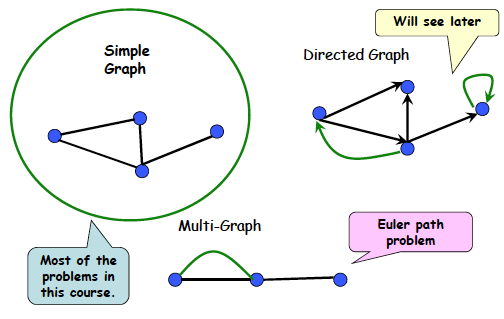 Simple
Graph
Will see later
Directed Graph
Multi-Graph
Most of the
problems in
this course.
Euler path
problem